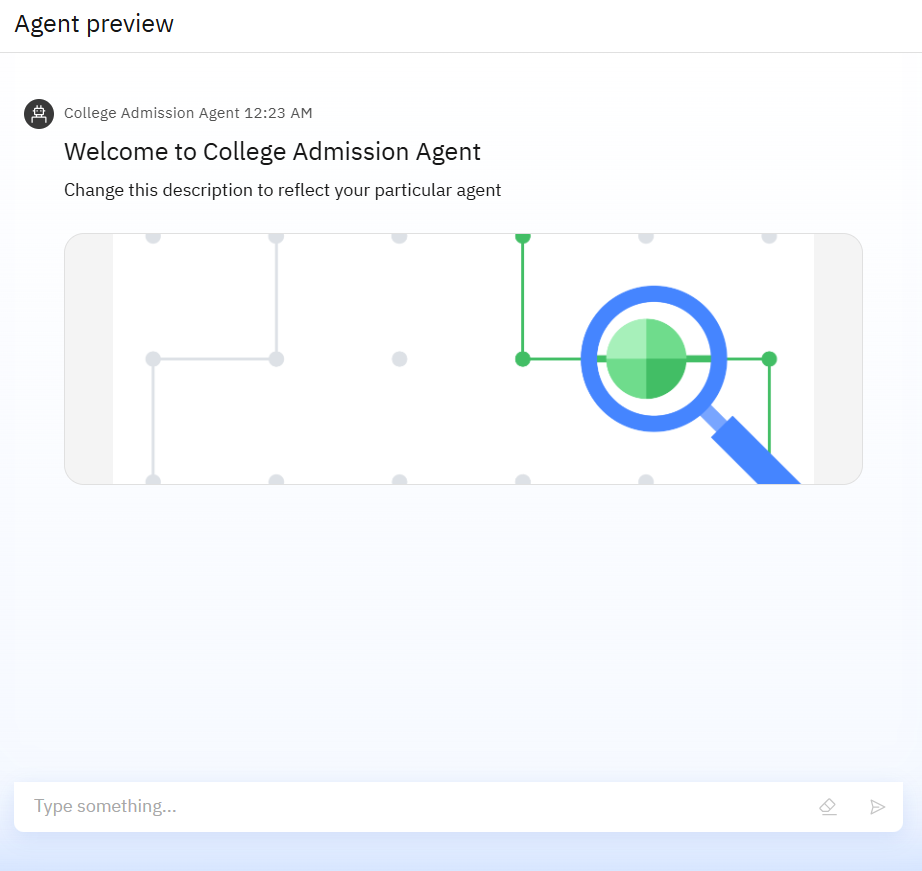 Agent preview
College Admission Agent 12:23 AM
Welcome to College Admission Agent
Change this description to reflect your particular agent
Type something...